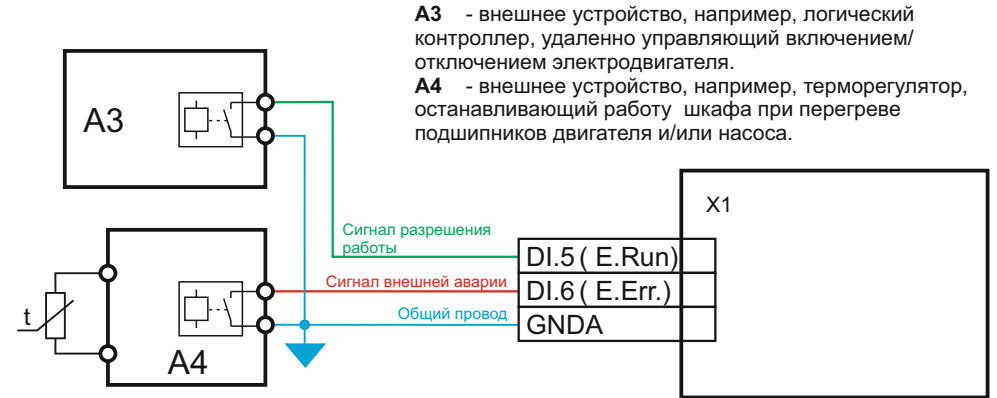 А3 - внешнее устройство, например, логический
контроллер, удаленно управляющий включением/
отключением электродвигателя.
А4 - внешнее устройство, например, терморегулятор,
останавливающий работу шкафа при перегреве
подшипников двигателя и/или насоса.
А3
X1
Сигнал разрешения
работы
DI.5 ( E.Run)
Сигнал внешней аварии
DI.6 ( E.Err.)
Общий провод
GNDA
t
А4